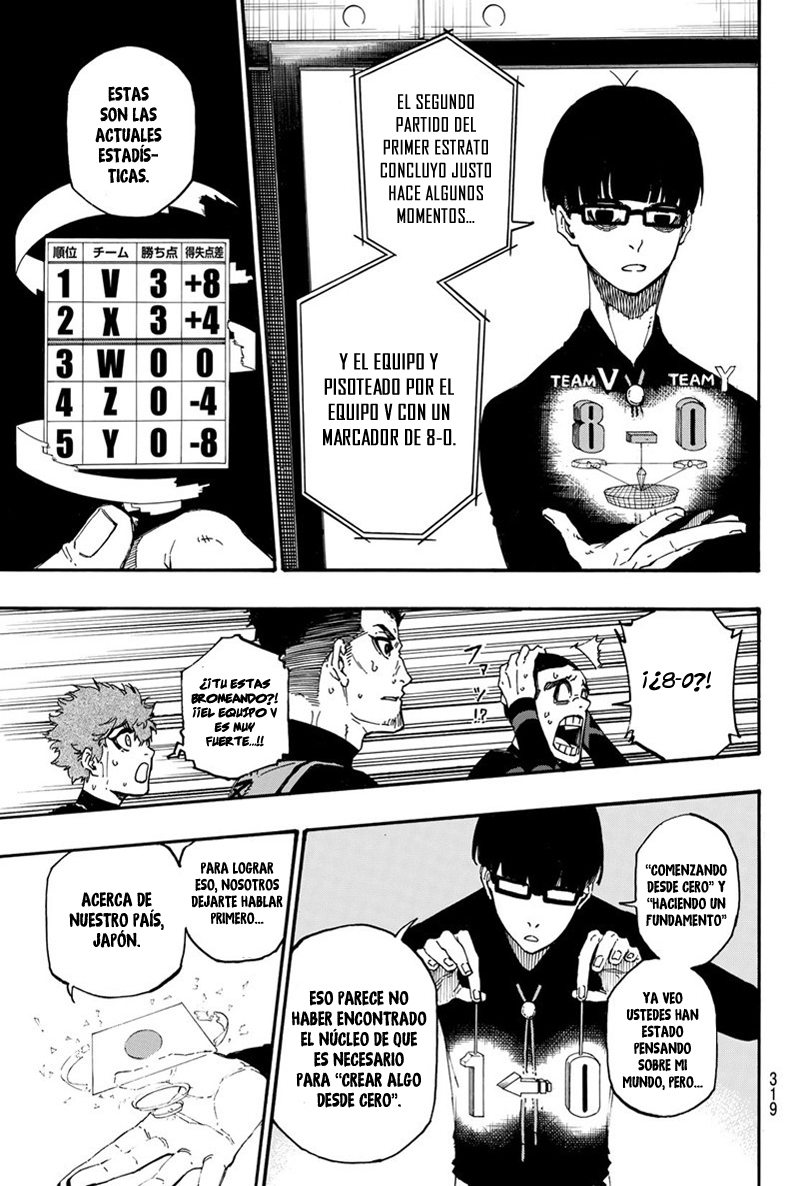 EL SEGUNDO
PARTIDO DEL
PRIMER ESTRATO
CONCLUYO JUSTO
HACE ALGUNOS
MOMENTOS...
Y EL EQUIPO Y
PISOTEADO POR EL
EQUIPO V CON UN
MARCADOR DE 8-0.
TEAM V TEAM Y
8-0
ESTAS
SON LAS
ACTUALES
ESTADÍS-
TICAS.
順位 チーム 勝ち点 得失点差
1 V 3 +8
2 X 3 +4
3 W 0 0
4 Z 0 -4
5 Y 0 -8
¡¿8-0?!
ファサッ!?
¿¡TU ESTAS
BROMEANDO?!
¡¡EL EQUIPO V
ES MUY
FUERTE...!!
"COMENZANDO
DESDE CERO" Y
"HACIENDO UN
FUNDAMENTO"
YA VEO
USTEDES HAN
ESTADO
PENSANDO
SOBRE MI
MUNDO, PERO...
1 ← 0
ESO PARECE NO
HABER ENCONTRADO
EL NÚCLEO DE QUE
ES NECESARIO
PARA "CREAR ALGO
DESDE CERO".
PARA LOGRAR
ESO, NOSOTROS
DEJARTE HABLAR
PRIMERO...
ACERCA DE
NUESTRO PAÍS,
JAPÓN.
319